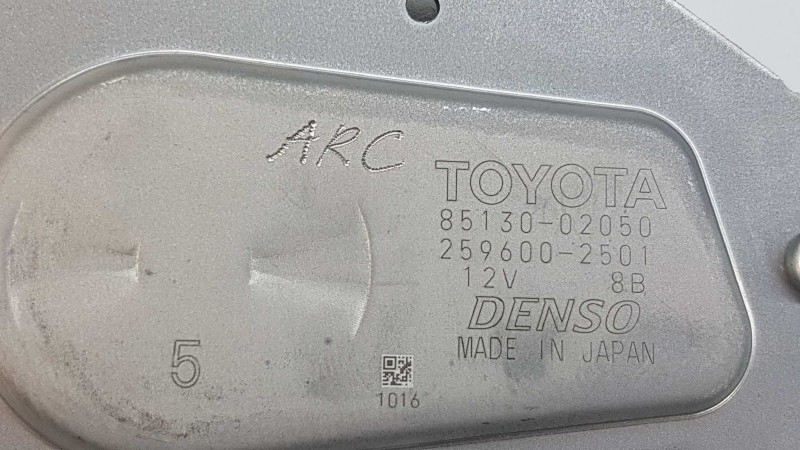 ARC
TOYOTA
85130-02050
259600-2501
12V 8B
DENSO
MADE IN JAPAN
5
1016